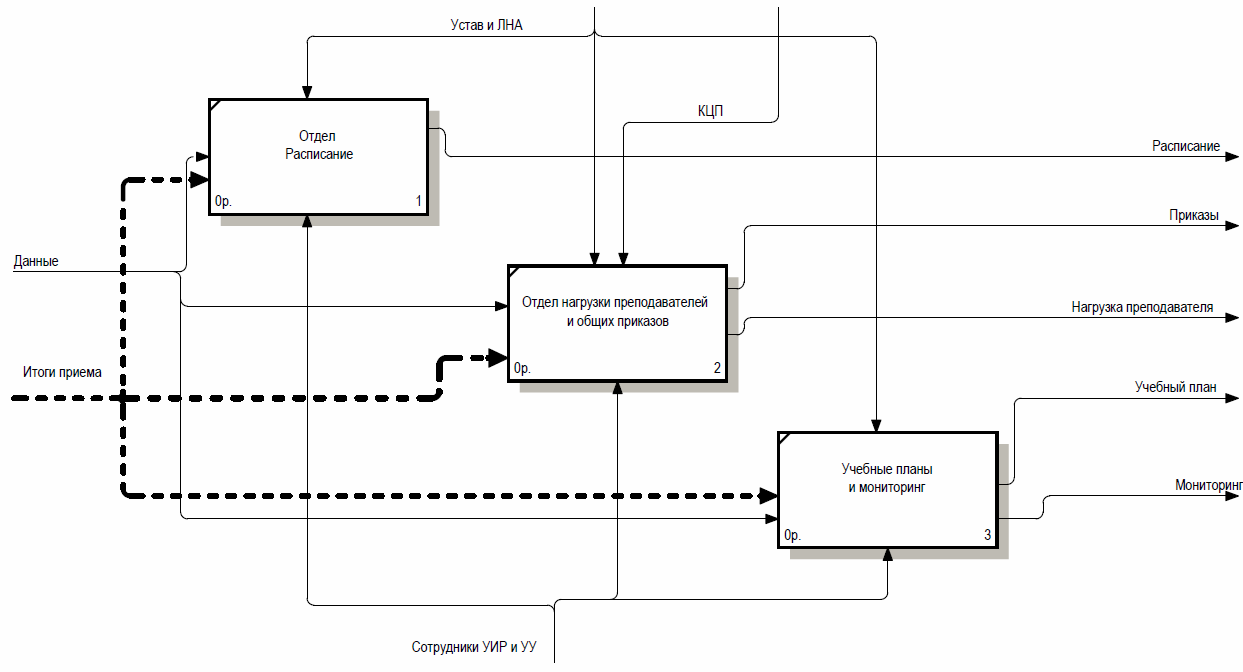 Устав и ЛНА
КЦП
Отдел
Расписание
0р.
1
Расписание
Приказы
Данные
Отдел нагрузки преподавателей
и общих приказов
0р.
2
Нагрузка преподавателя
Итоги приема
Учебный план
Учебные планы
и мониторинг
0р.
3
Мониторинг
Сотрудники УИР и УУ